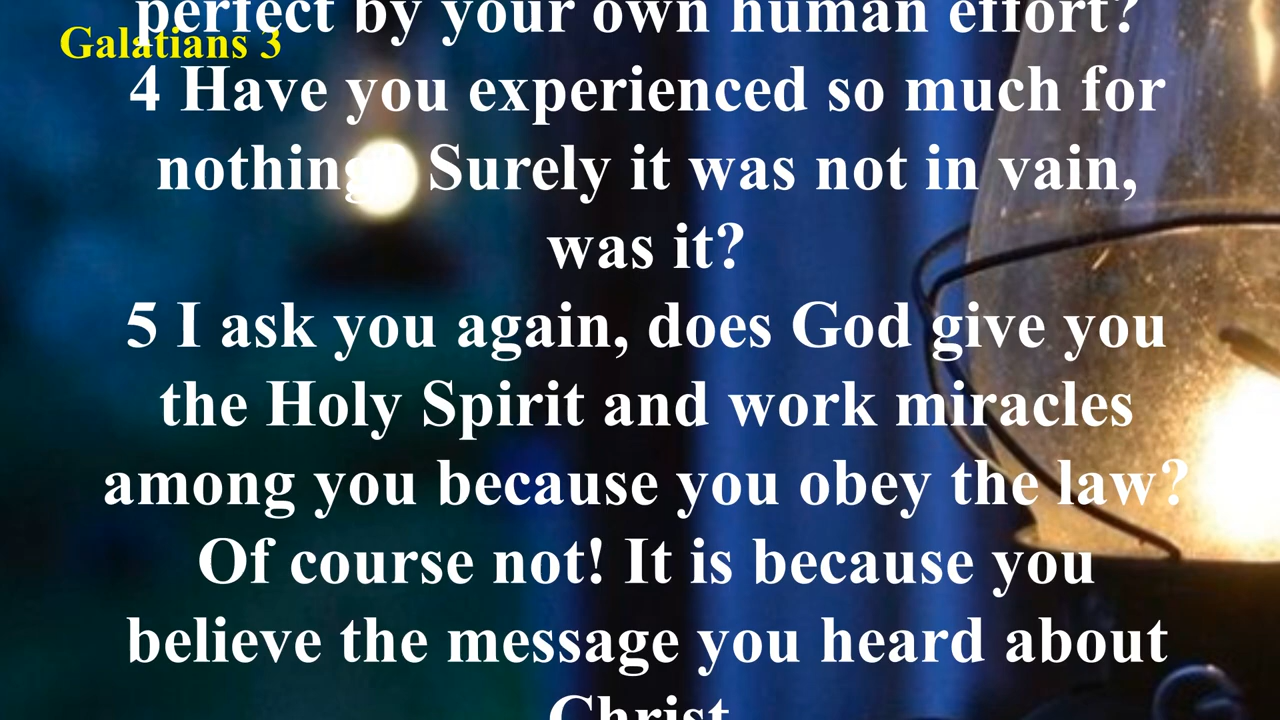 perfect by your own human effort?
Galatians 3
4 Have you experienced so much for
nothing? Surely it was not in vain,
was it?
5 I ask you again, does God give you
the Holy Spirit and work miracles
among you because you obey the law?
Of course not! It is because you
believe the message you heard about
Christ